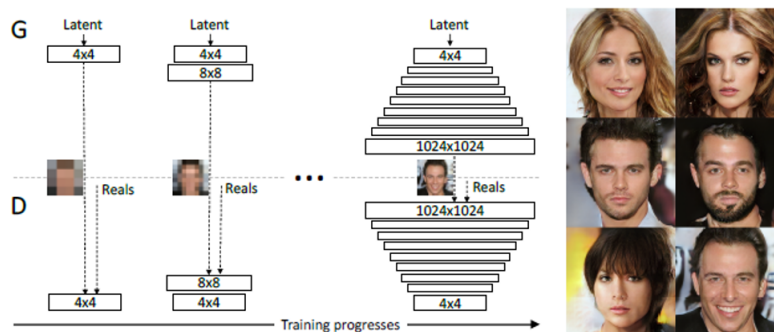 G
Latent
Latent
Latent
4x4
4x4
4x4
8x8
1024x1024
Reals
Reals
Reals
D
1024x1024
8x8
4x4
4x4
4x4
Training progresses